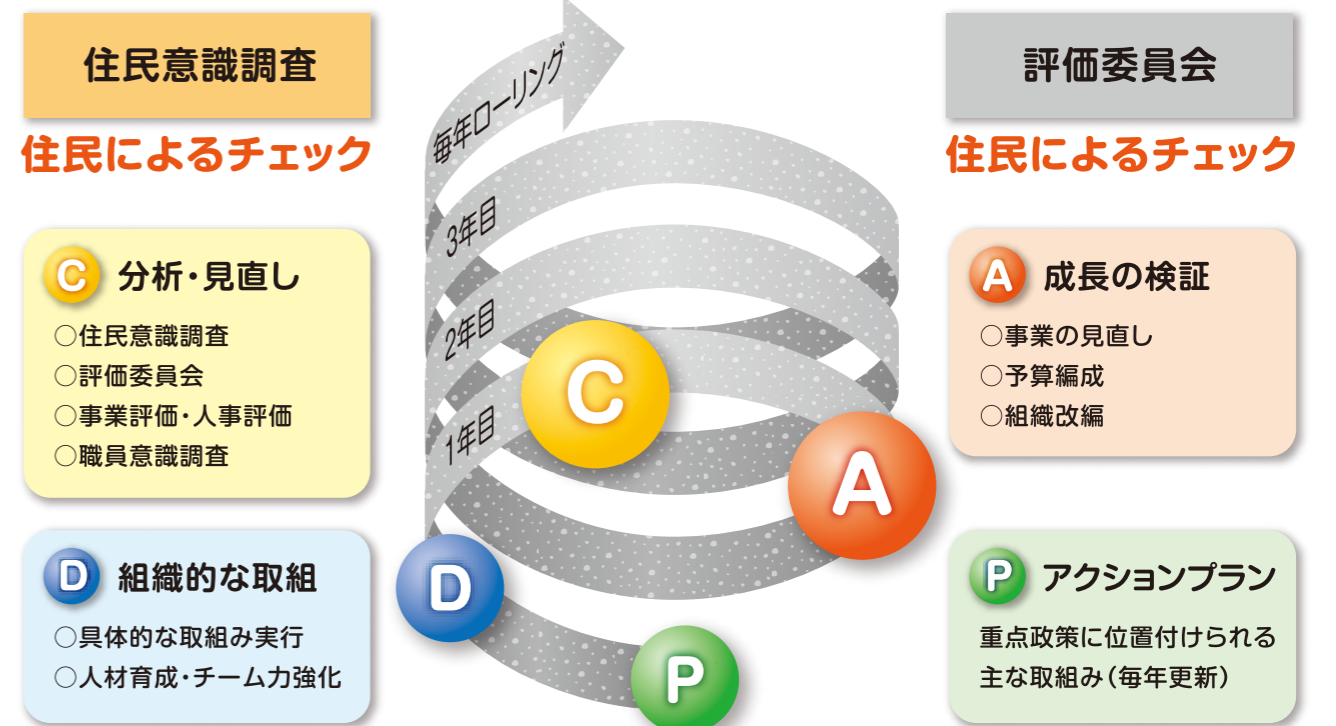 住民意識調査
住民によるチェック
C 分析・見直し
○住民意識調査
○評価委員会
○事業評価・人事評価
○職員意識調査
D 組織的な取組
○具体的な取組み実行
○人材育成・チーム力強化
毎年ローリング
3年目
2年目
1年目
C
A
D
P
評価委員会
住民によるチェック
A 成長の検証
○事業の見直し
○予算編成
○組織改編
P アクションプラン
重点政策に位置付けられる
主な取組み(毎年更新)